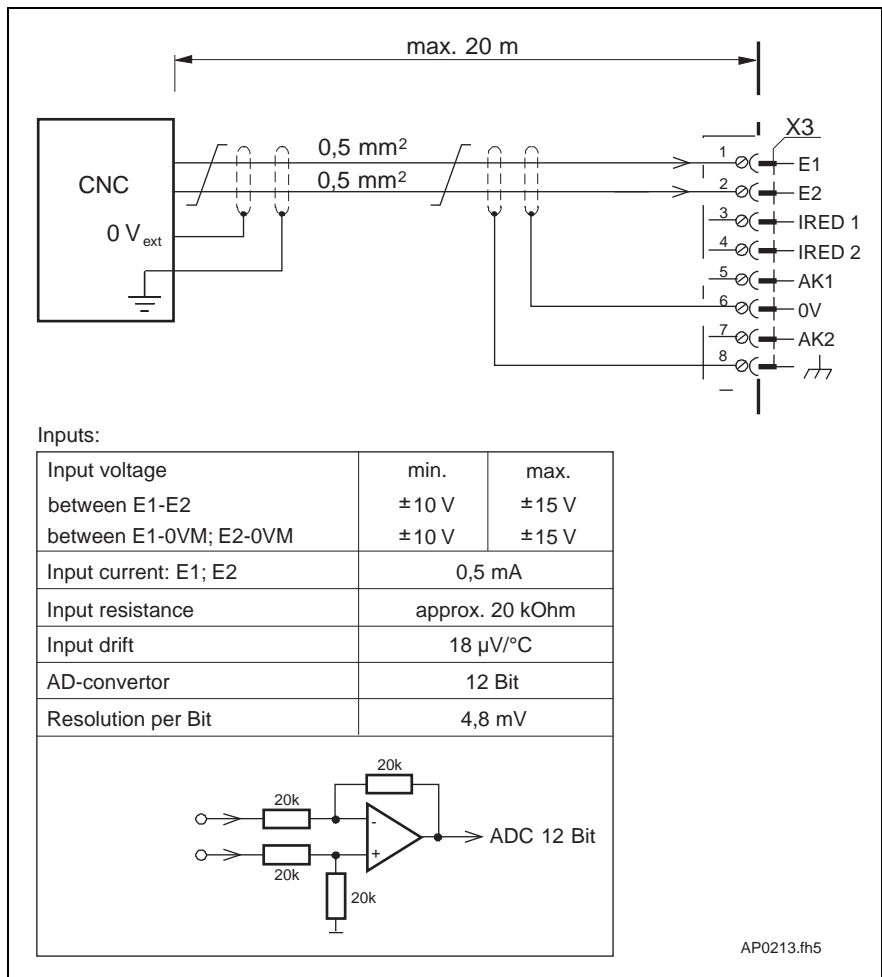 max. 20 m
X3
CNC
0,5 mm²
0,5 mm²
0 Vext
1 E1
2 E2
3 IRED 1
4 IRED 2
5 AK1
6 0V
7 AK2
8
Inputs:
Input voltage min. max.
between E1-E2 ±10 V ±15 V
between E1-0VM; E2-0VM ±10 V ±15 V
Input current: E1; E2 0,5 mA
Input resistance approx. 20 kOhm
Input drift 18 µV/°C
AD-convertor 12 Bit
Resolution per Bit 4,8 mV
20k
20k
-
ADC 12 Bit
+
20k
20k
AP0213.fh5